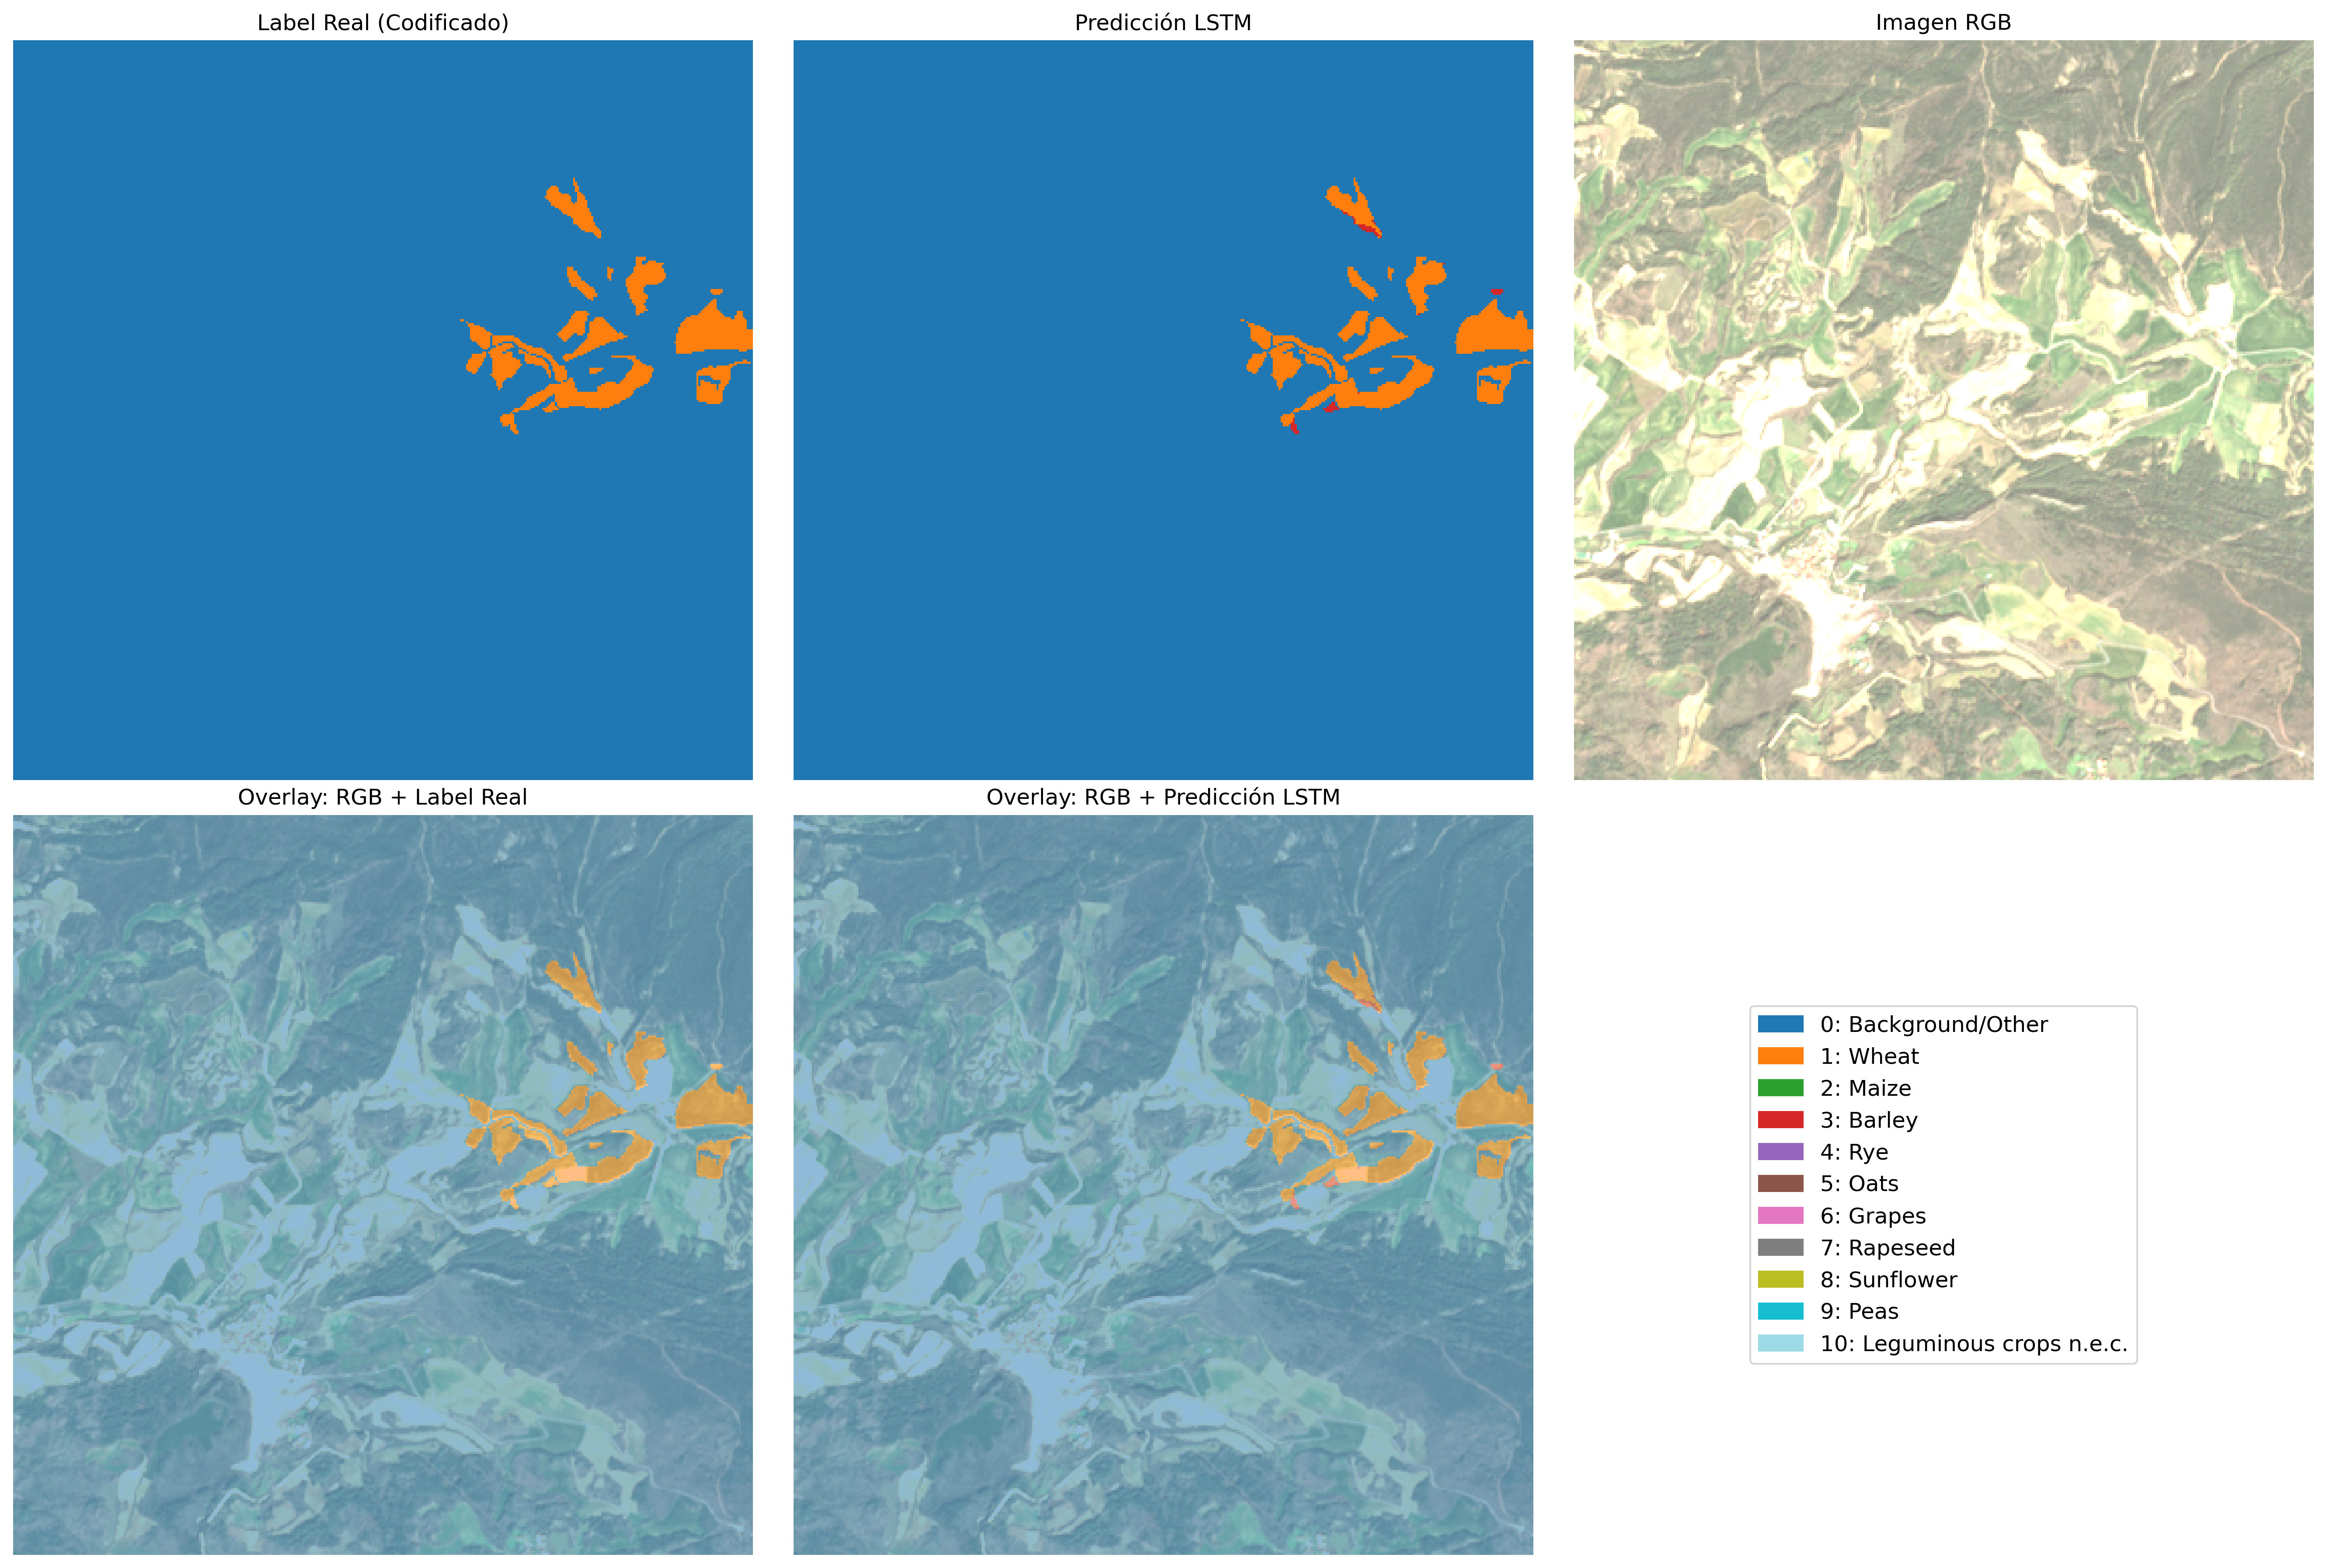 Label Real (Codificado)
Predicción LSTM
Imagen RGB
Overlay: RGB + Label Real
Overlay: RGB + Predicción LSTM
0: Background/Other
1: Wheat
2: Maize
3: Barley
4: Rye
5: Oats
6: Grapes
7: Rapeseed
8: Sunflower
9: Peas
10: Leguminous crops n.e.c.